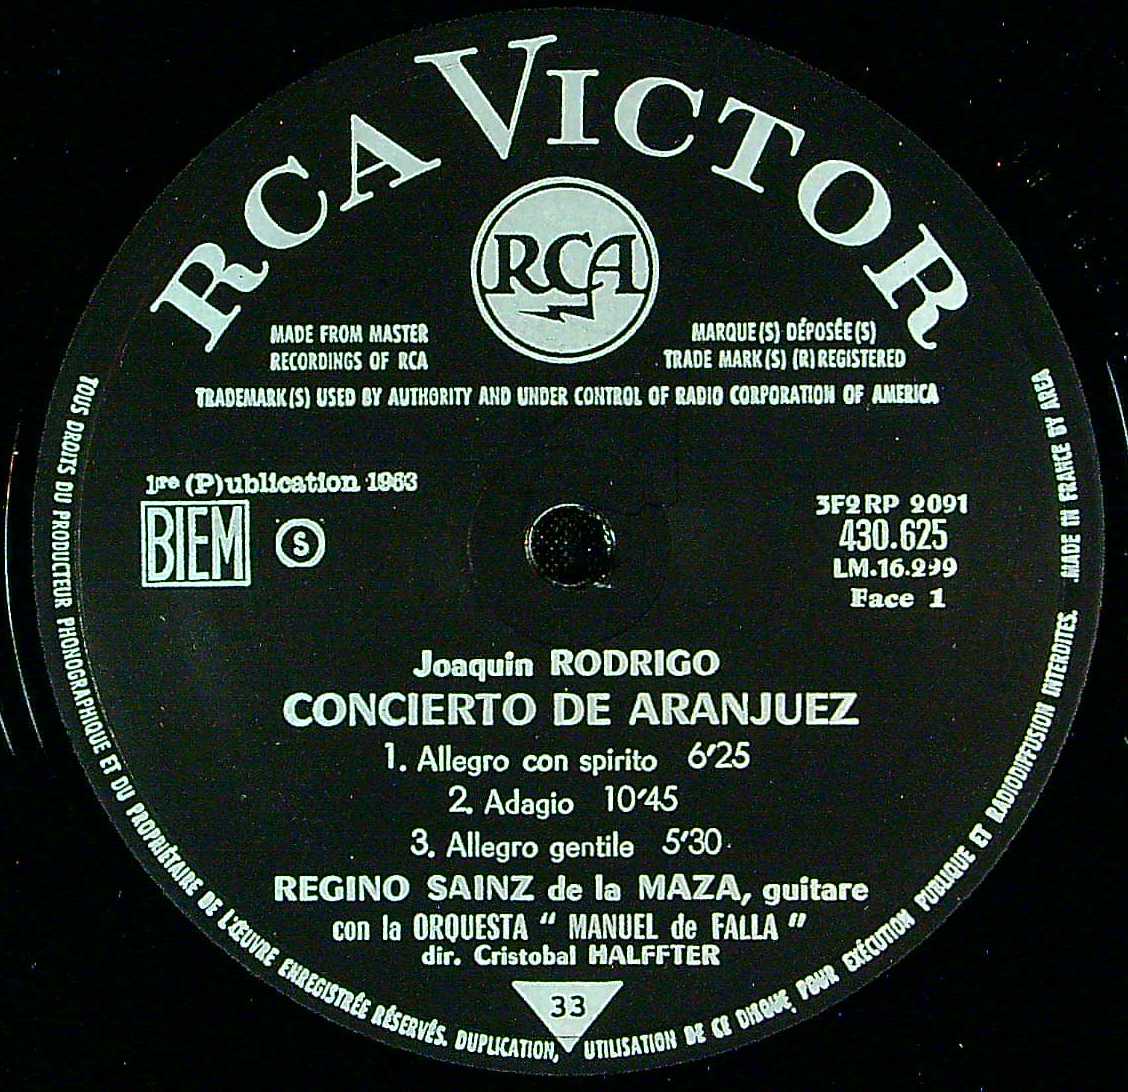 RCA VICTOR
RCA
MADE FROM MASTER
RECORDINGS OF RCA
MARQUE(S) DÉPOSÉE(S)
TRADE MARK(S) (R) REGISTERED
TRADEMARK(S) USED BY AUTHORITY AND UNDER CONTROL OF RADIO CORPORATION OF AMERICA
1re (P)ublication 1963
BIEM
S
3F2 RP 2091
430.625
LM.16.299
Face 1
Joaquin RODRIGO
CONCIERTO DE ARANJUEZ
1. Allegro con spirito 6'25
2. Adagio 10'45
3. Allegro gentile 5'30
REGINO SAINZ de la MAZA, guitare
con la ORQUESTA " MANUEL de FALLA "
dir. Cristobal HALFFTER
33
TOUS DROITS DU PRODUCTEUR PHONOGRAPHIQUE ET DU PROPRIÉTAIRE DE L'ŒUVRE ENREGISTRÉE RÉSERVÉS. DUPLICATION, UTILISATION DE CE DISQUE POUR EXÉCUTION PUBLIQUE ET RADIODIFFUSION INTERDITES. MADE IN FRANCE BY AREA